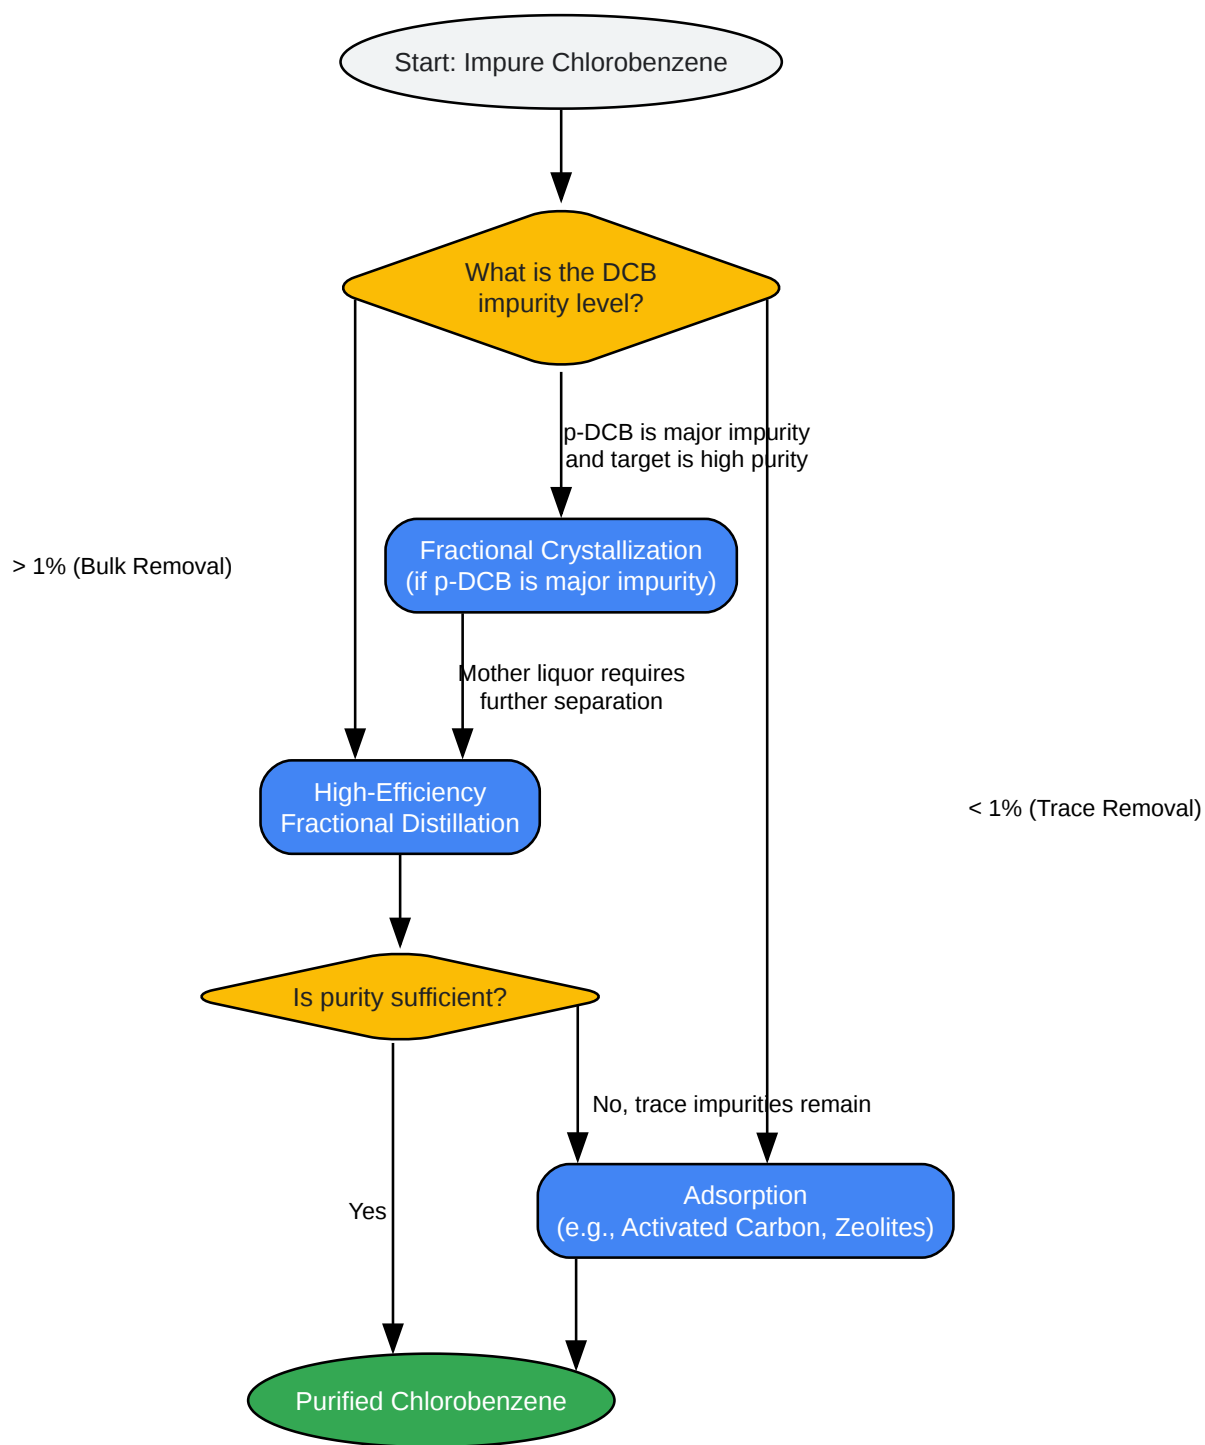 Start: Impure Chlorobenzene
What is the DCB
impurity level?
p-DCB is major impurity
and target is high purity
Fractional Crystallization
(if p-DCB is major impurity)
> 1% (Bulk Removal)
Mother liquor requires
further separation
High-Efficiency
Fractional Distillation
< 1% (Trace Removal)
Is purity sufficient?
No, trace impurities remain
Yes
Adsorption
(e.g., Activated Carbon, Zeolites)
Purified Chlorobenzene